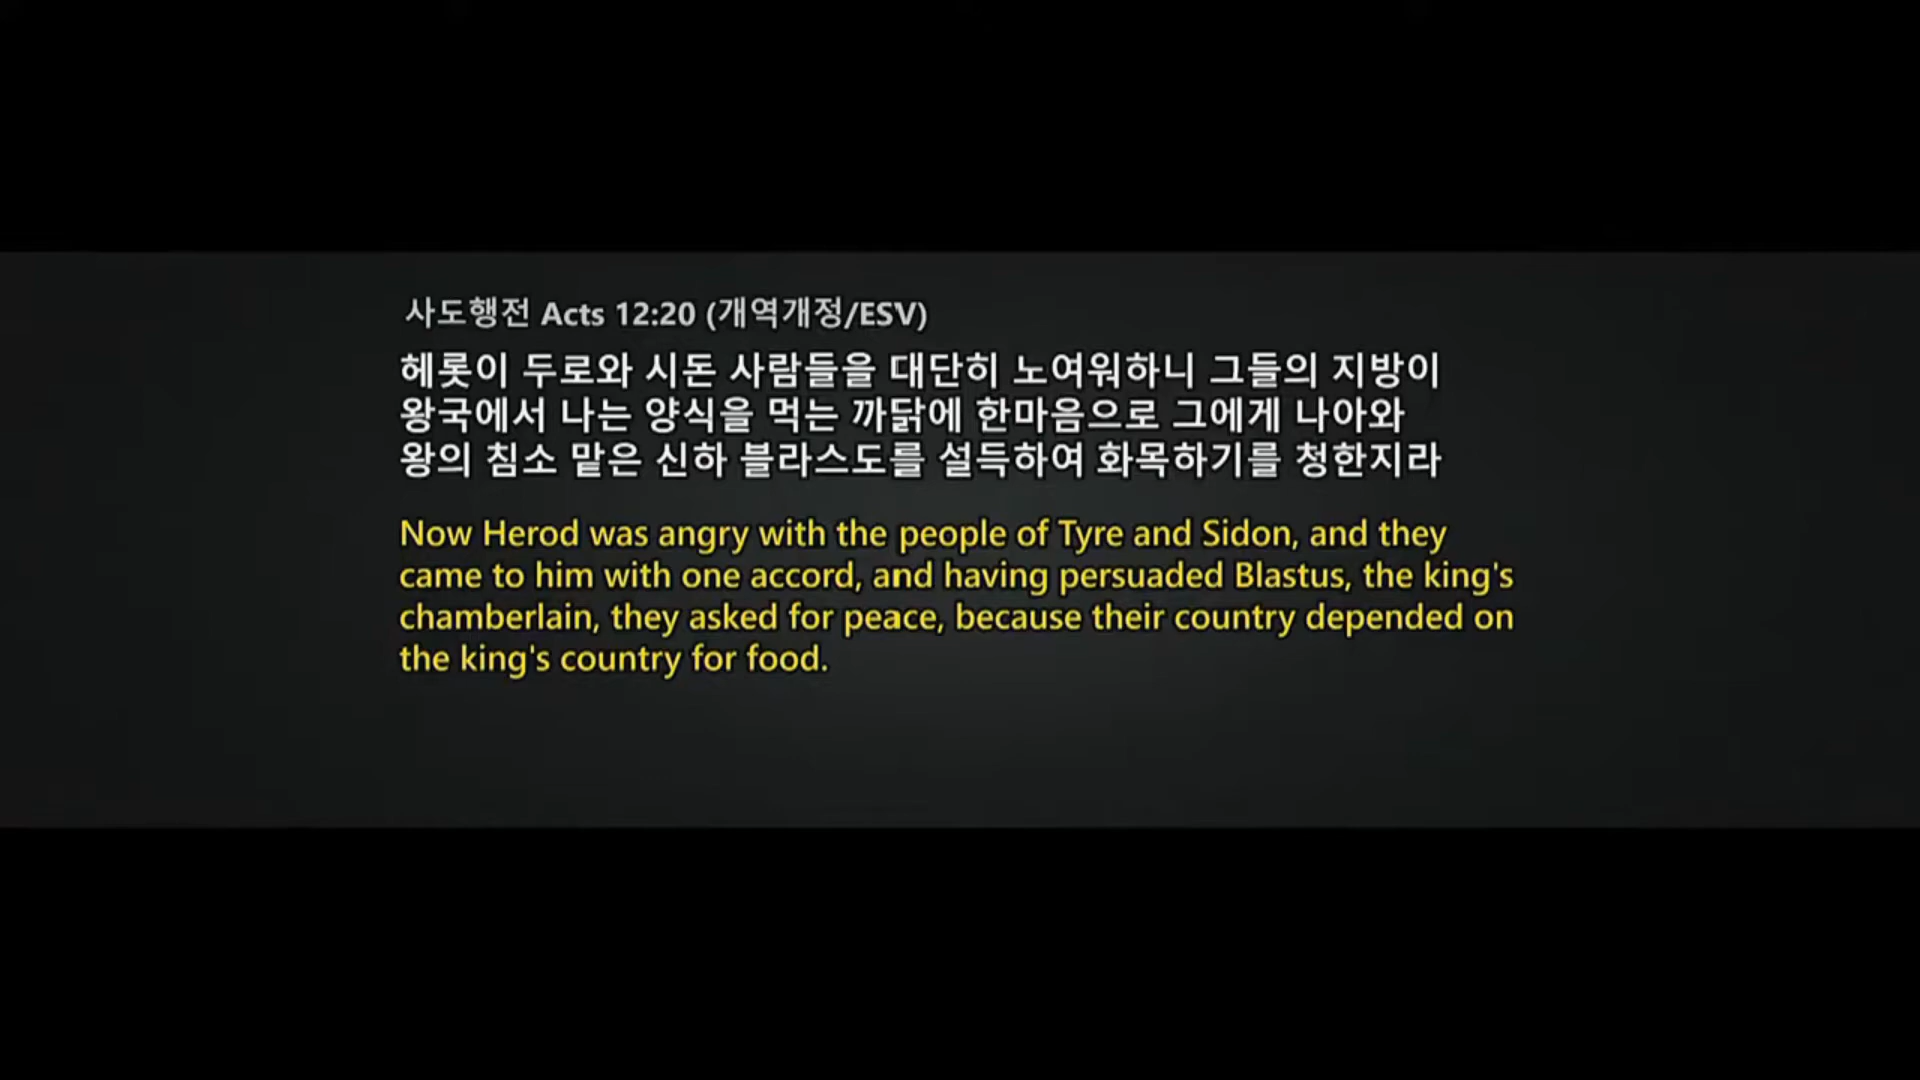 사도행전 Acts 12:20 (개역개정/ESV)
헤롯이 두로와 시돈 사람들을 대단히 노여워하니 그들의 지방이
왕국에서 나는 양식을 먹는 까닭에 한마음으로 그에게 나아와
왕의 침소 맡은 신하 블라스도를 설득하여 화목하기를 청한지라
Now Herod was angry with the people of Tyre and Sidon, and they
came to him with one accord, and having persuaded Blastus, the king's
chamberlain, they asked for peace, because their country depended on
the king's country for food.